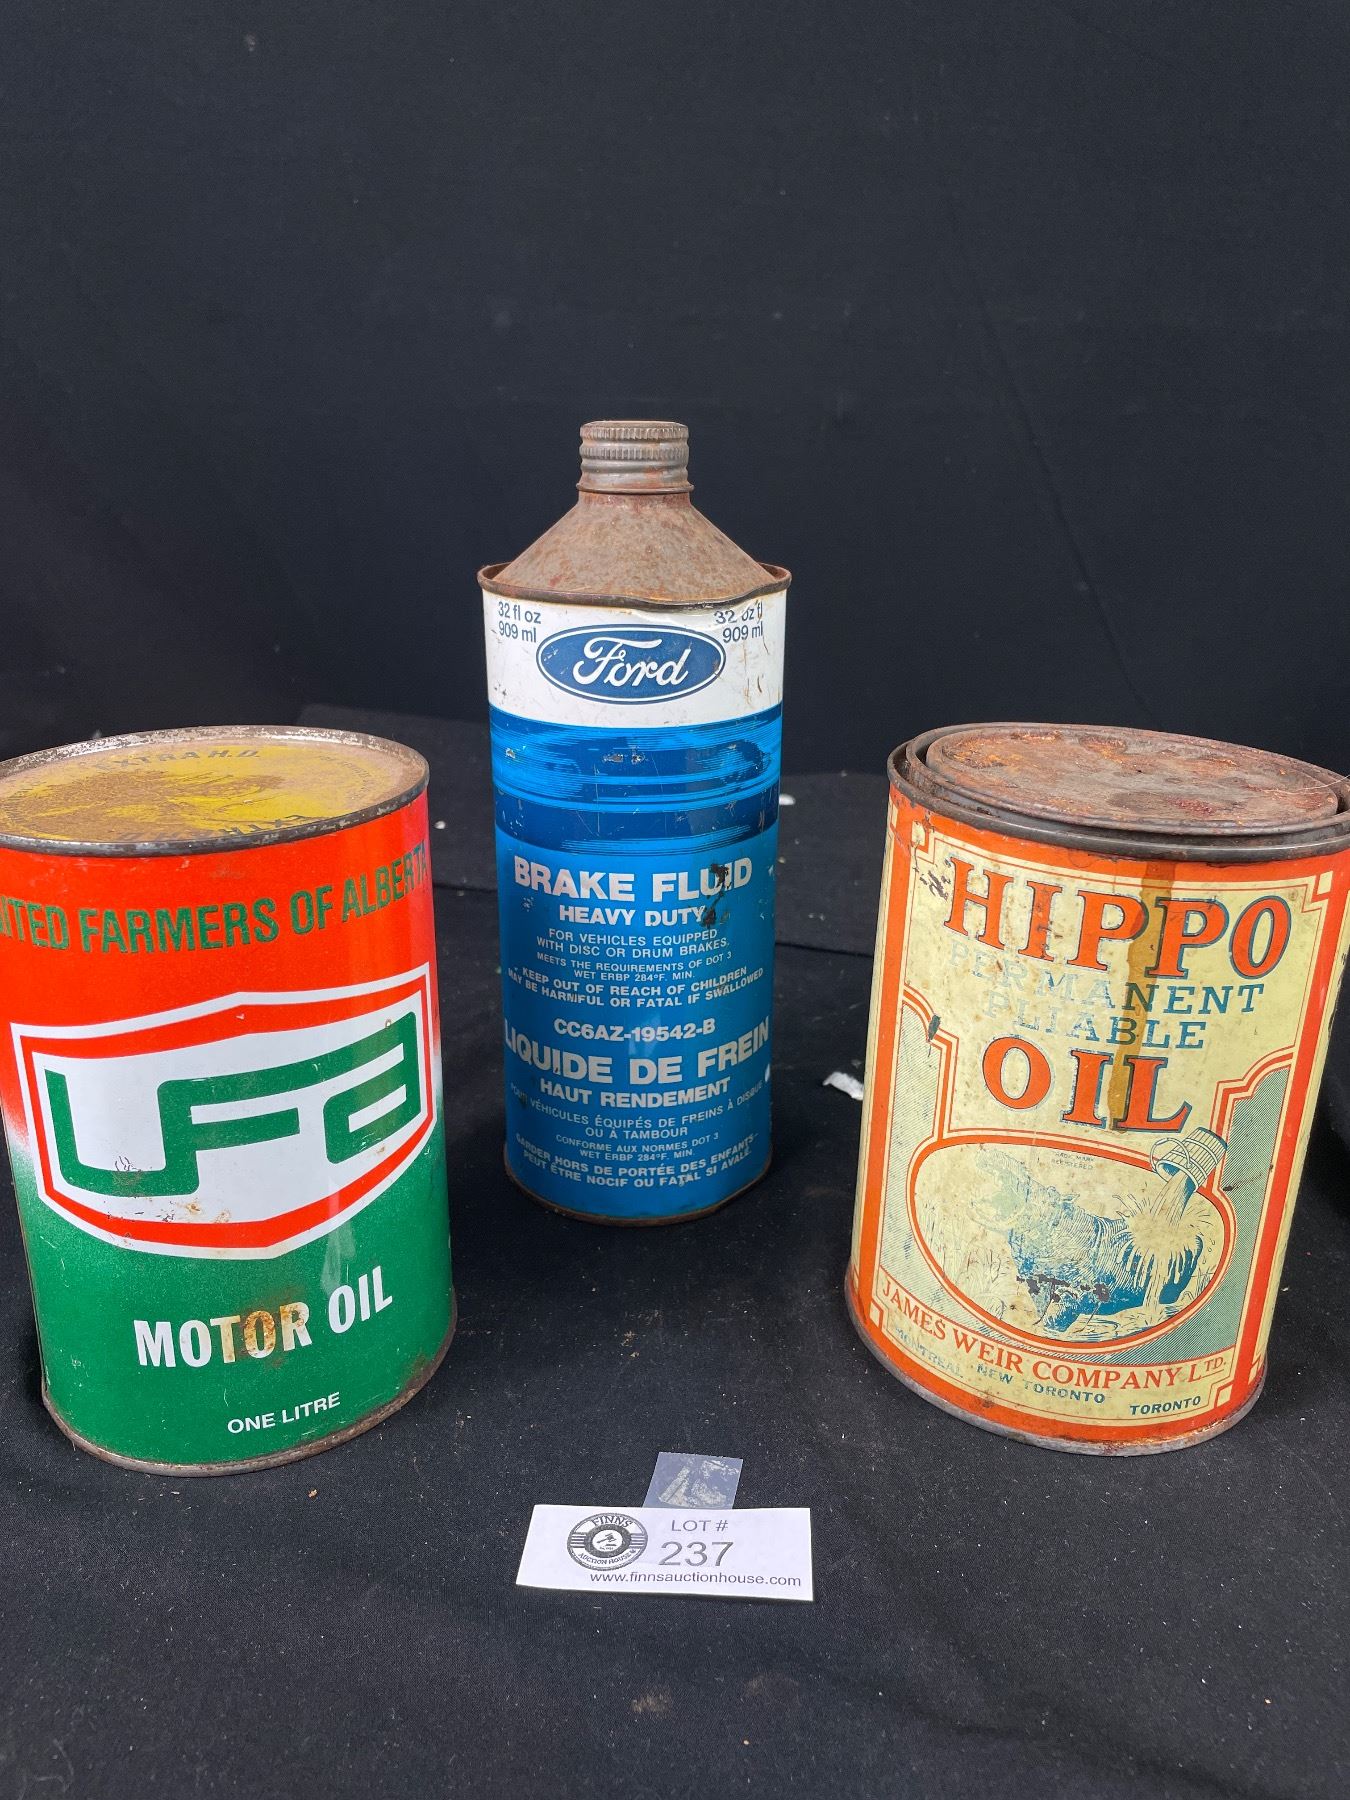 EXTRA H.D.
UNITED FARMERS OF ALBERTA
UFA
MOTOR OIL
ONE LITRE
32 fl oz
909 ml
32 oz fl
909 ml
Ford
BRAKE FLUID
HEAVY DUTY
FOR VEHICLES EQUIPPED
WITH DISC OR DRUM BRAKES.
MEETS THE REQUIREMENTS OF DOT 3
WET ERBP 284°F. MIN.
KEEP OUT OF REACH OF CHILDREN
MAY BE HARMFUL OR FATAL IF SWALLOWED
CC6AZ-19542-B
LIQUIDE DE FREIN
HAUT RENDEMENT
POUR VÉHICULES ÉQUIPÉS DE FREINS À DISQUE
OU À TAMBOUR
CONFORME AUX NORMES DOT 3
WET ERBP 284°F. MIN.
GARDER HORS DE PORTÉE DES ENFANTS-
PEUT ÊTRE NOCIF OU FATAL SI AVALÉ.
HIPPO
PERMANENT
PLIABLE
OIL
TRADE MARK
REGISTERED
JAMES WEIR COMPANY LTD.
MONTREAL NEW TORONTO TORONTO
FINNS
AUCTION HOUSE
LOT #
237
www.finnsauctionhouse.com